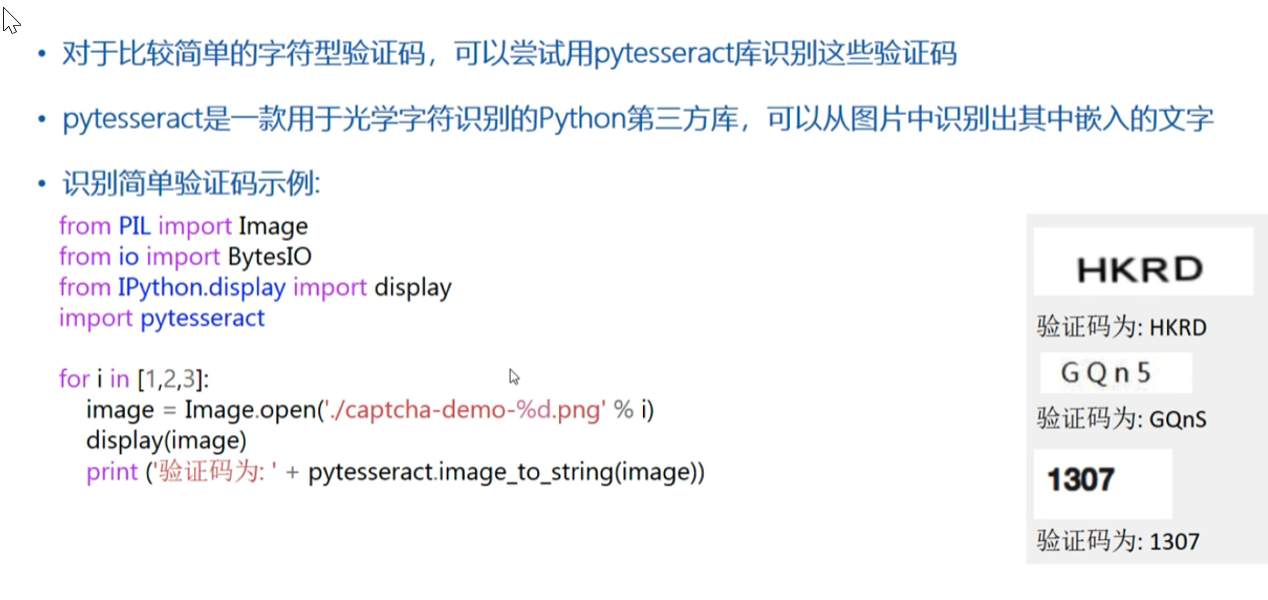 • 对于比较简单的字符型验证码，可以尝试用pytesseract库识别这些验证码
• pytesseract是一款用于光学字符识别的Python第三方库，可以从图片中识别出其中嵌入的文字
• 识别简单验证码示例:
from PIL import Image
from io import BytesIO
from IPython.display import display
import pytesseract
for i in [1,2,3]:
    image = Image.open('./captcha-demo-%d.png' % i)
    display(image)
    print ('验证码为: ' + pytesseract.image_to_string(image))
HKRD
验证码为: HKRD
G Q n 5
验证码为: GQnS
1307
验证码为: 1307